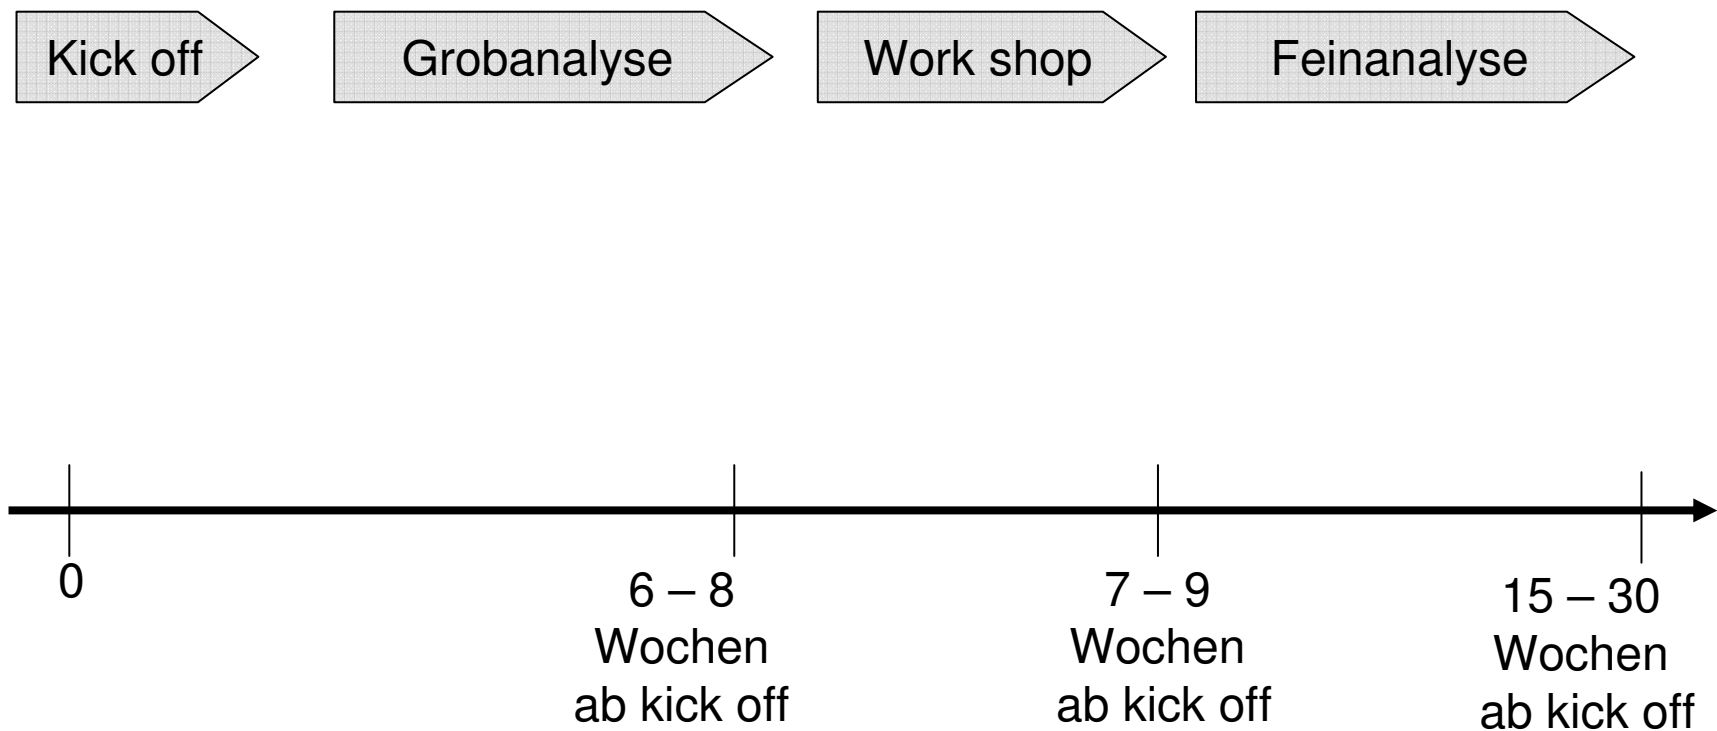 Kick off
Grobanalyse
Work shop
Feinanalyse
0
6 – 8
Wochen
ab kick off
7 – 9
Wochen
ab kick off
15 – 30
Wochen
ab kick off